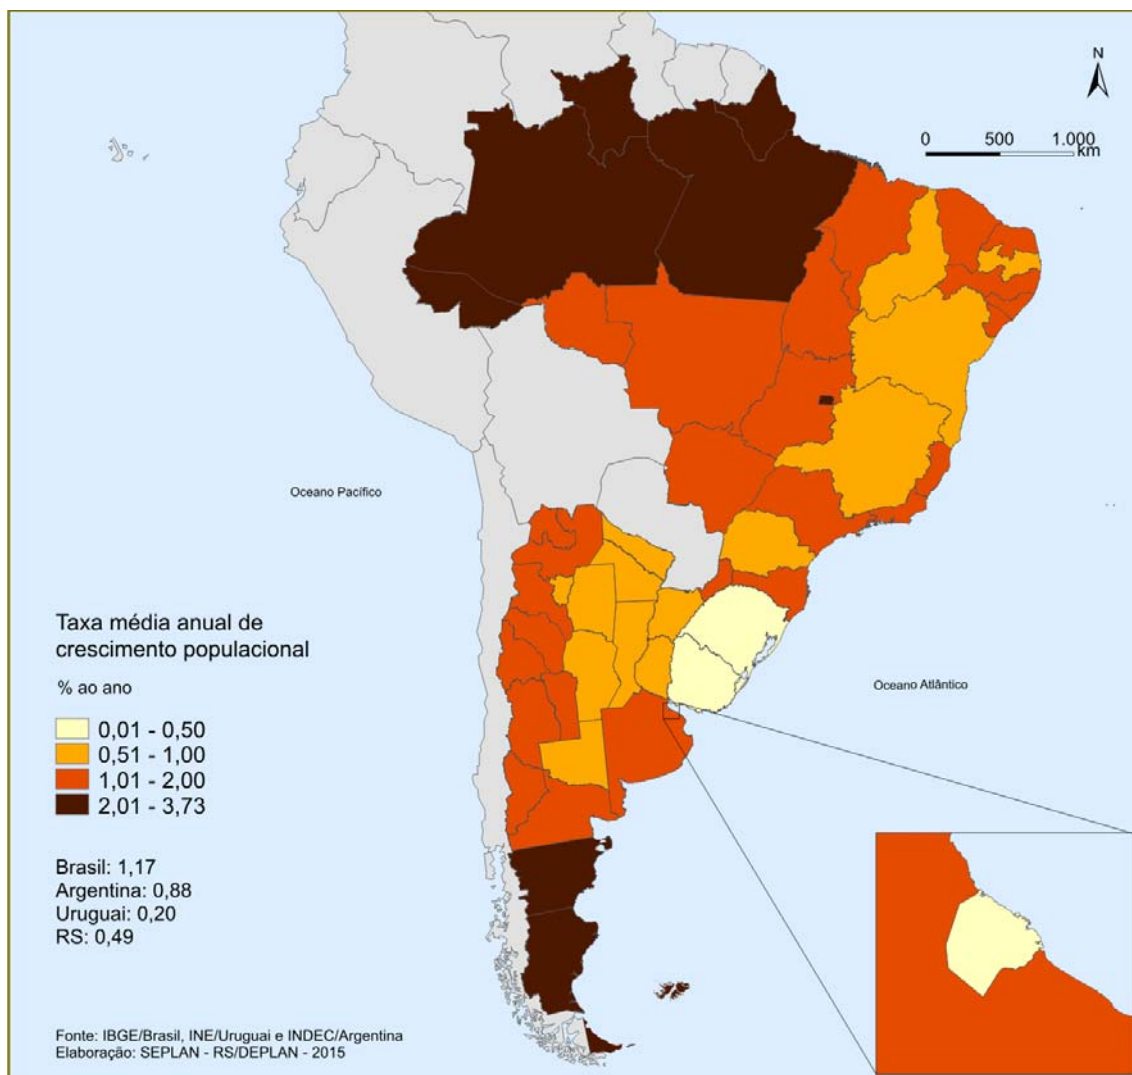 N
0 500 1.000
km
Oceano Pacífico
Oceano Atlântico
Taxa média anual de
crescimento populacional
% ao ano
0,01 - 0,50
0,51 - 1,00
1,01 - 2,00
2,01 - 3,73
Brasil: 1,17
Argentina: 0,88
Uruguai: 0,20
RS: 0,49
Fonte: IBGE/Brasil, INE/Uruguai e INDEC/Argentina
Elaboração: SEPLAN - RS/DEPLAN - 2015